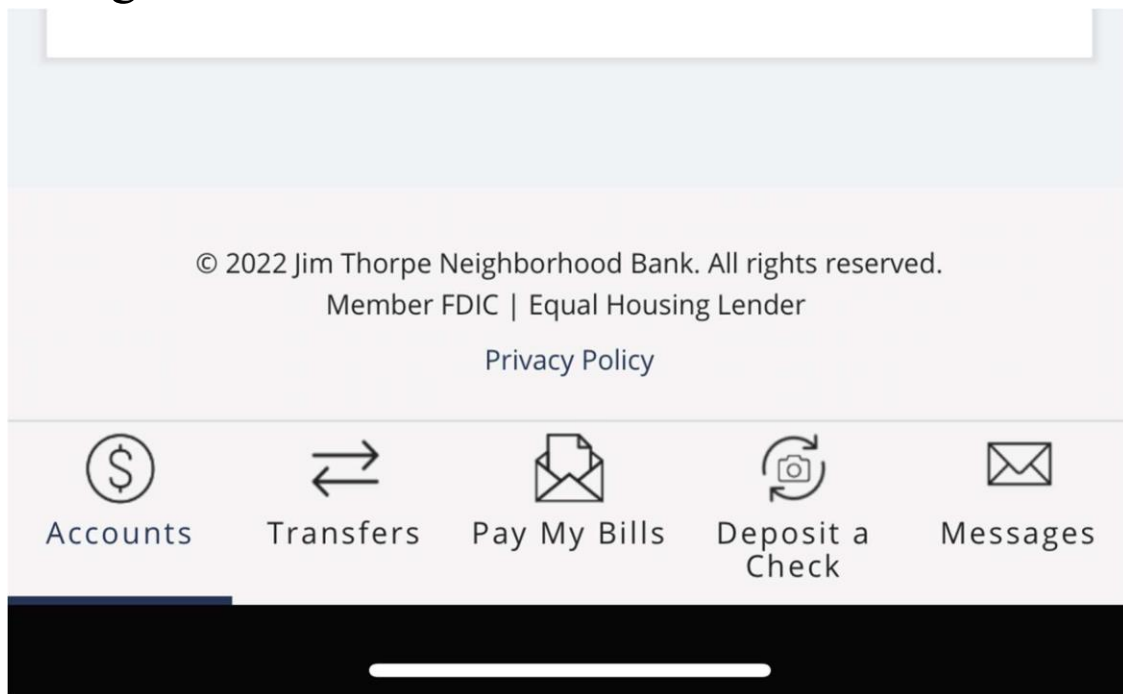 © 2022 Jim Thorpe Neighborhood Bank. All rights reserved.
Member FDIC | Equal Housing Lender
Privacy Policy
Accounts
Transfers
Pay My Bills
Deposit a
Check
Messages